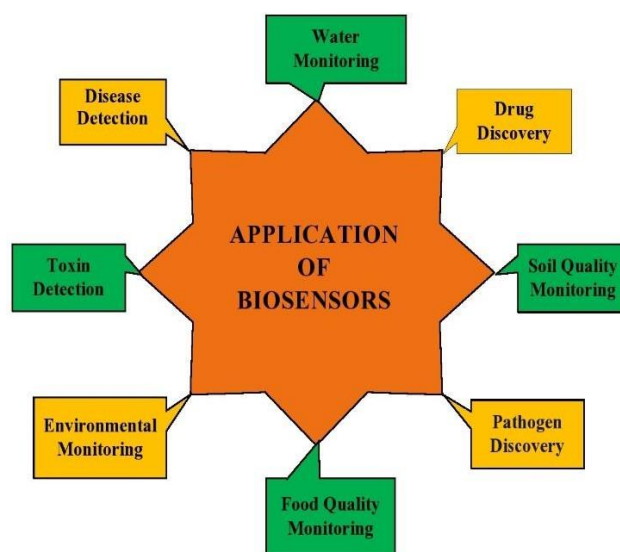 Water
Monitoring
Disease
Detection
Drug
Discovery
APPLICATION
OF
BIOSENSORS
Toxin
Detection
Soil Quality
Monitoring
Environmental
Monitoring
Pathogen
Discovery
Food Quality
Monitoring